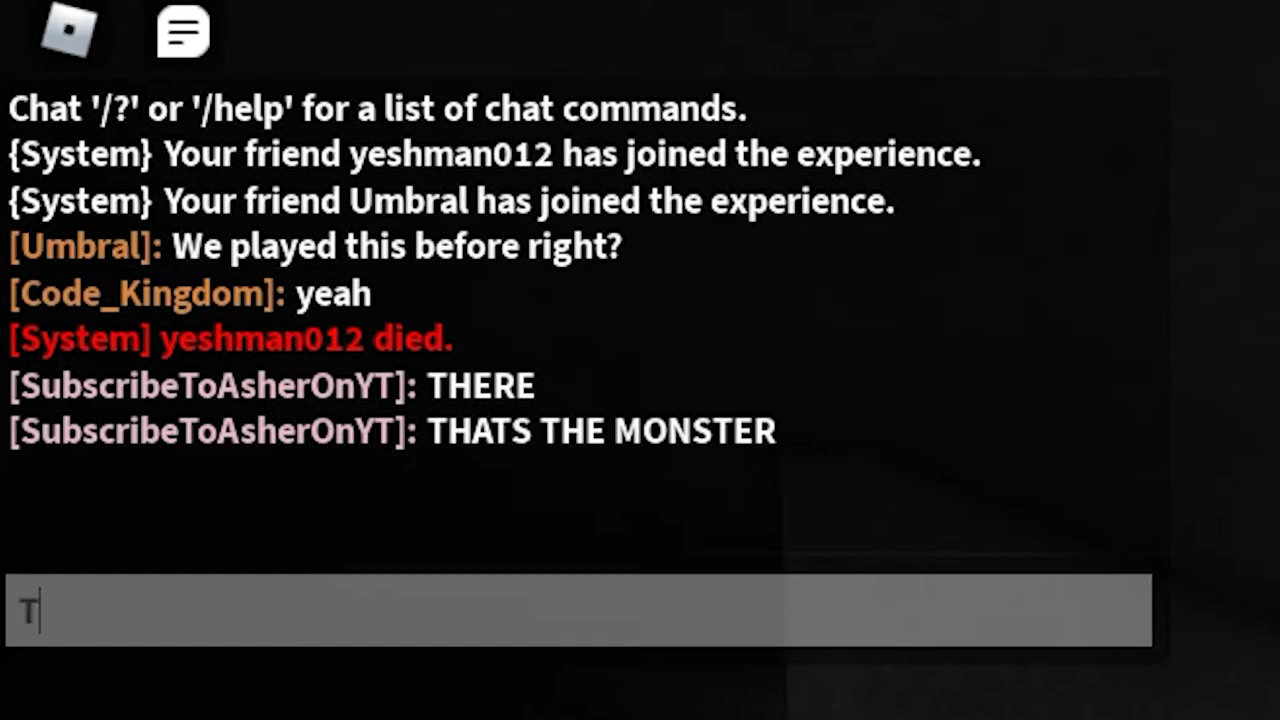 Chat '/?' or '/help' for a list of chat commands.
{System} Your friend yeshman012 has joined the experience.
{System} Your friend Umbral has joined the experience.
[Umbral]: We played this before right?
[Code_Kingdom]: yeah
[System] yeshman012 died.
[SubscribeToAsherOnYT]: THERE
[SubscribeToAsherOnYT]: THATS THE MONSTER
T